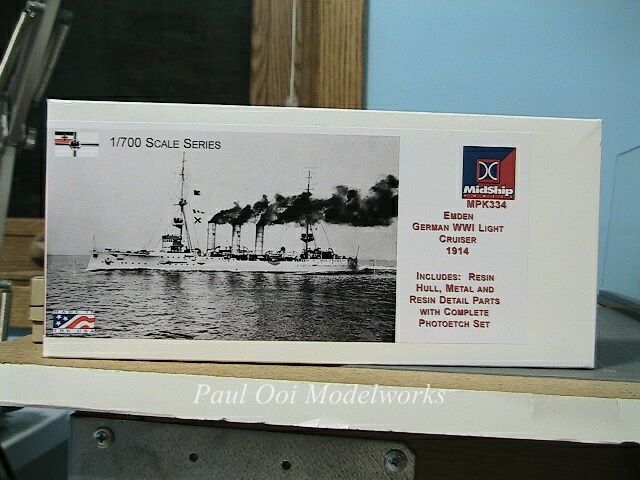 1/700 Scale Series
MidShip
MPK334
Emden
German WWI Light
Cruiser
1914
Includes: Resin
Hull, Metal and
Resin Detail Parts
with Complete
Photoetch Set
Paul Ooi Modelworks